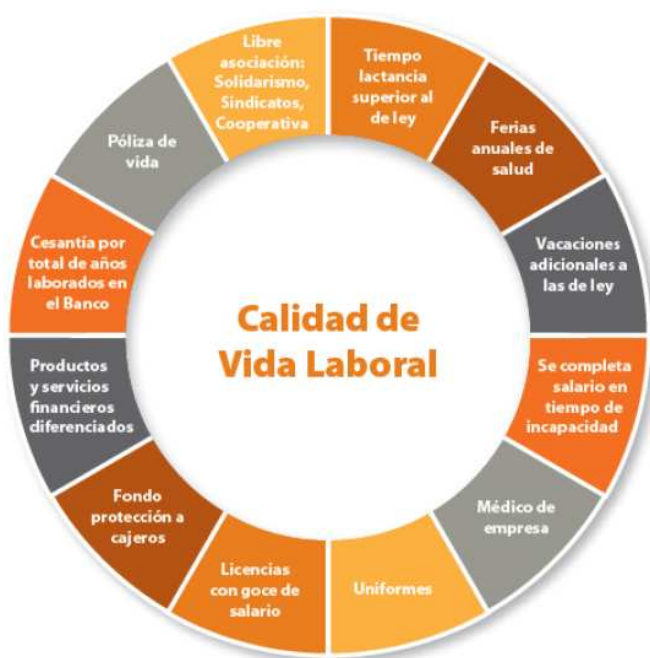 Libre
asociación:
Solidarismo,
Sindicatos,
Cooperativa
Tiempo
lactancia
superior al
de ley
Ferias
anuales de
salud
Vacaciones
adicionales a
las de ley
Se completa
salario en
tiempo de
incapacidad
Médico de
empresa
Uniformes
Licencias
con goce de
salario
Fondo
protección a
cajeros
Productos
y servicios
financieros
diferenciados
Cesantía por
total de años
laborados en
el Banco
Póliza de
vida
Calidad de
Vida Laboral